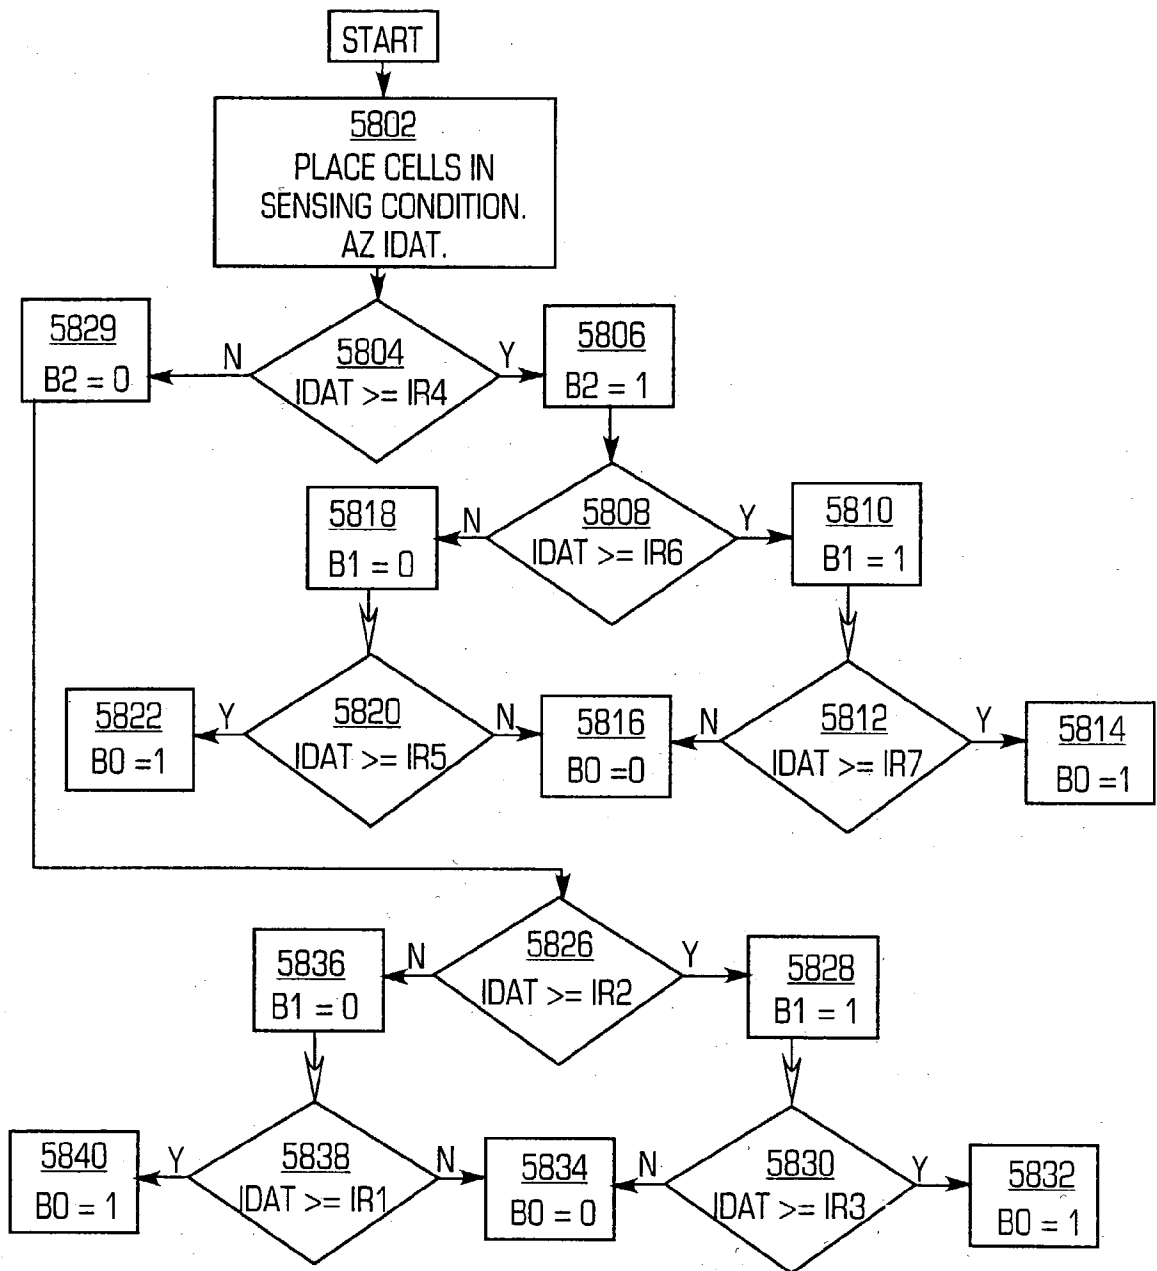 START
5802
PLACE CELLS IN
SENSING CONDITION.
AZ IDAT.
5829
B2 = 0
N
5804
IDAT >= IR4
Y
5806
B2 = 1
5818
B1 = 0
N
5808
IDAT >= IR6
Y
5810
B1 = 1
5822
B0 =1
Y
5820
IDAT >= IR5
N
5816
B0 =0
N
5812
IDAT >= IR7
Y
5814
B0 = 1
5836
B1 = 0
N
5826
IDAT >= IR2
Y
5828
B1 = 1
5840
B0 = 1
Y
5838
IDAT >= IR1
N
5834
B0 = 0
N
5830
IDAT >= IR3
Y
5832
B0 = 1